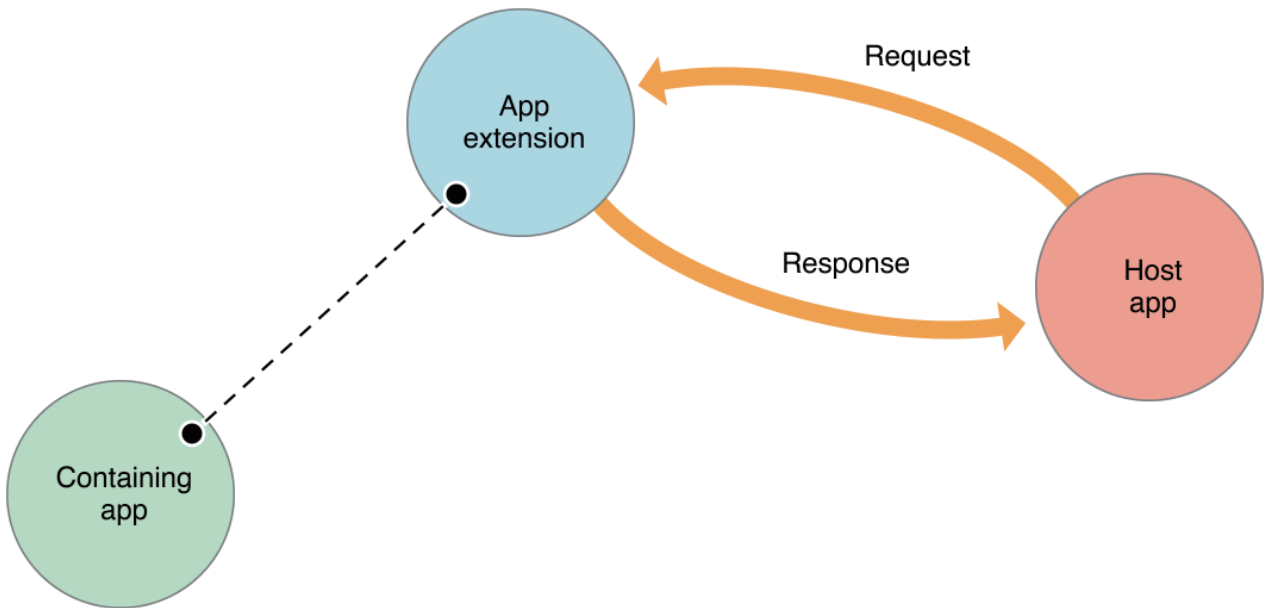 Request
App
extension
Response
Host
app
Containing
app